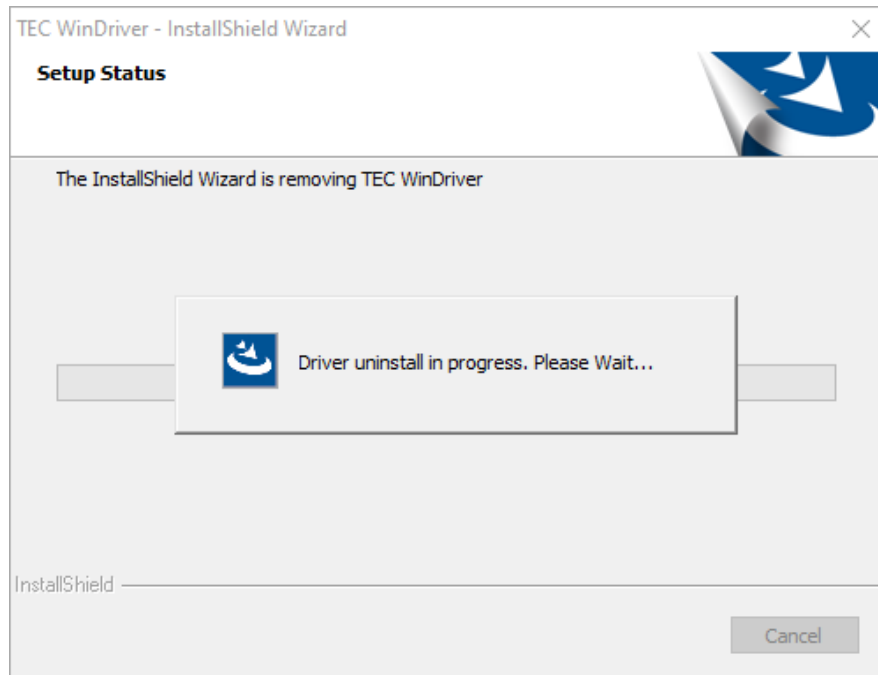 TEC WinDriver - InstallShield Wizard
Setup Status
The InstallShield Wizard is removing TEC WinDriver
Driver uninstall in progress. Please Wait...
InstallShield
Cancel